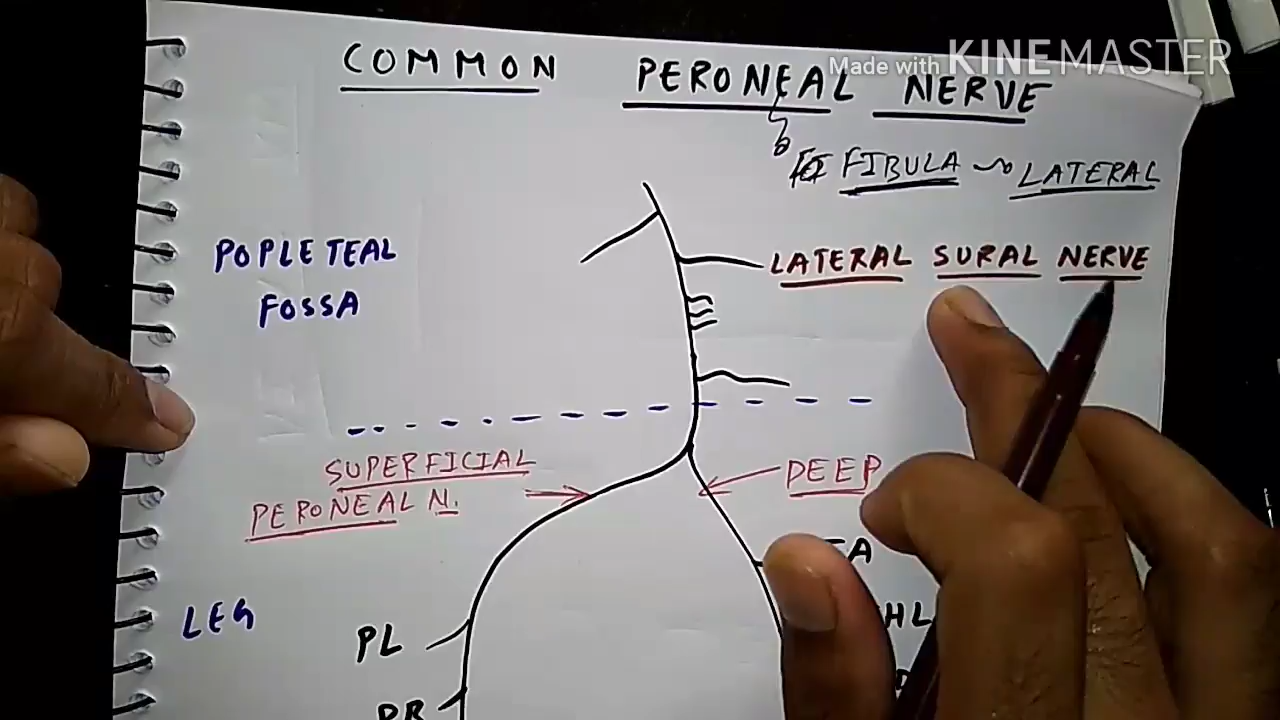 Made with KINEMASTER
COMMON PERONEAL NERVE
FIBULA LATERAL
POPLETEAL
FOSSA
LATERAL SURAL NERVE
SUPERFICIAL
PERONEAL N.
DEEP
LEG
PL